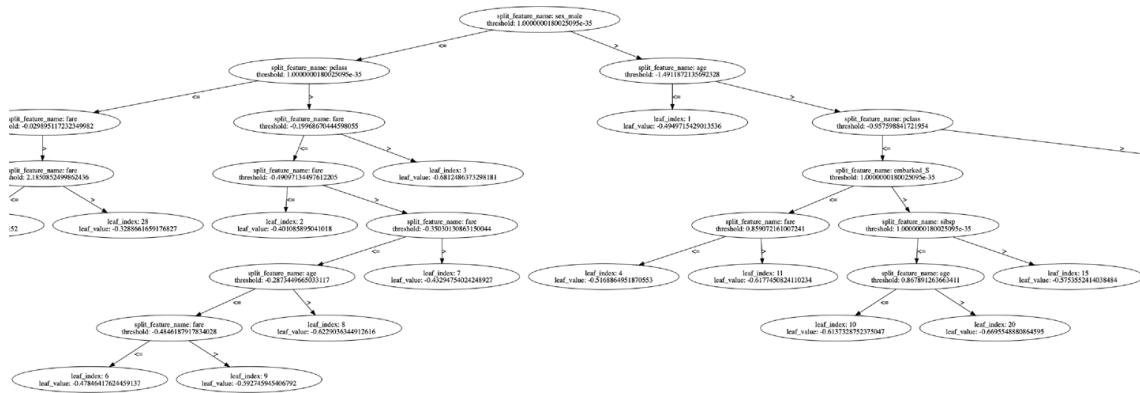 split_feature_name: sex_male
threshold: 1.0000000180025095e-35
<=
>
split_feature_name: pclass
threshold: 1.0000000180025095e-35
split_feature_name: age
threshold: -1.4911872135692328
<=
>
<=
>
split_feature_name: fare
hold: -0.029895117232349982
split_feature_name: fare
threshold: -0.19968670444598055
leaf_index: 1
leaf_value: -0.4949715429013536
split_feature_name: pclass
threshold: -0.957598841721954
>
<=
>
<=
>
split_feature_name: fare
hold: 2.1850852499862436
split_feature_name: fare
threshold: -0.49097134497612205
leaf_index: 3
leaf_value: -0.6812486373298181
split_feature_name: embarked_S
threshold: 1.0000000180025095e-35
<=
>
<=
>
<=
>
152
leaf_index: 28
leaf_value: -0.3288661659176827
leaf_index: 2
leaf_value: -0.401085895041018
split_feature_name: fare
threshold: -0.35030130863150044
split_feature_name: fare
threshold: 0.859072161007241
split_feature_name: sibsp
threshold: 1.0000000180025095e-35
<=
>
<=
>
<=
>
split_feature_name: age
threshold: -0.2873449665033117
leaf_index: 7
leaf_value: -0.43294754024248927
leaf_index: 4
leaf_value: -0.5168864951870553
leaf_index: 11
leaf_value: -0.6177450824110234
split_feature_name: age
threshold: 0.867891263663411
leaf_index: 15
leaf_value: -0.5753552414038484
<=
>
<=
>
split_feature_name: fare
threshold: -0.4846187917834028
leaf_index: 8
leaf_value: -0.6229036344912616
leaf_index: 10
leaf_value: -0.6137328752375047
leaf_index: 20
leaf_value: -0.6695548880864595
<=
>
leaf_index: 6
leaf_value: -0.47846417624459137
leaf_index: 9
leaf_value: -0.592745945406792